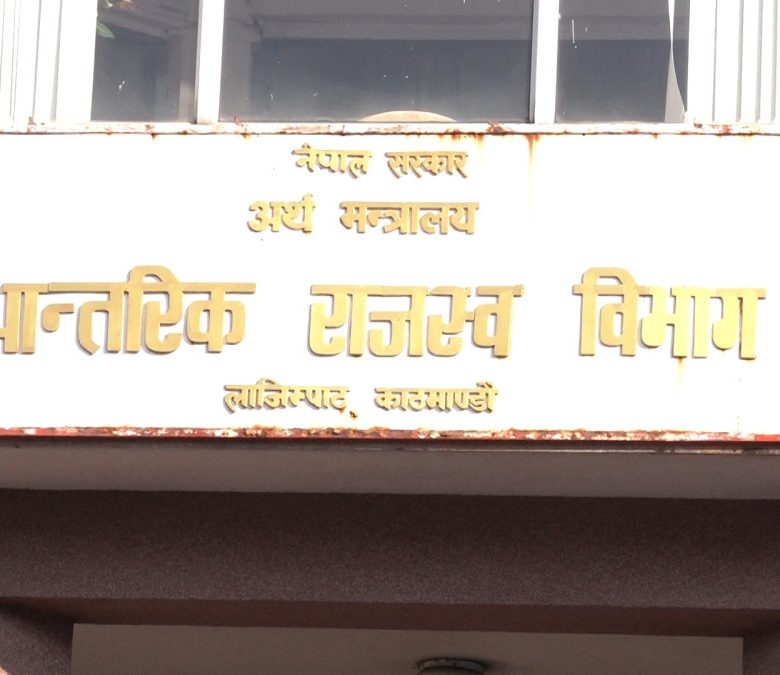 नेपाल सरकार
अर्थ मन्त्रालय
आन्तरिक राजस्व विभाग
लाजिम्पाट, काठमाण्डौ